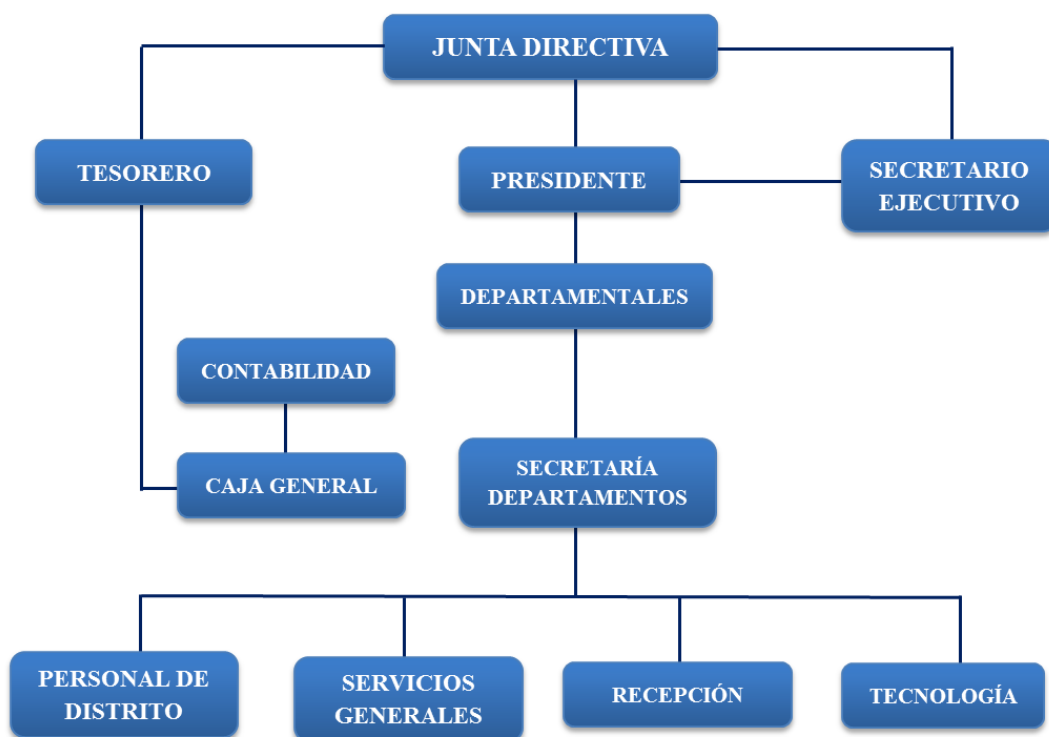 JUNTA DIRECTIVA
TESORERO
PRESIDENTE
SECRETARIO
EJECUTIVO
DEPARTAMENTALES
CONTABILIDAD
CAJA GENERAL
SECRETARÍA
DEPARTAMENTOS
PERSONAL DE
DISTRITO
SERVICIOS
GENERALES
RECEPCIÓN
TECNOLOGÍA